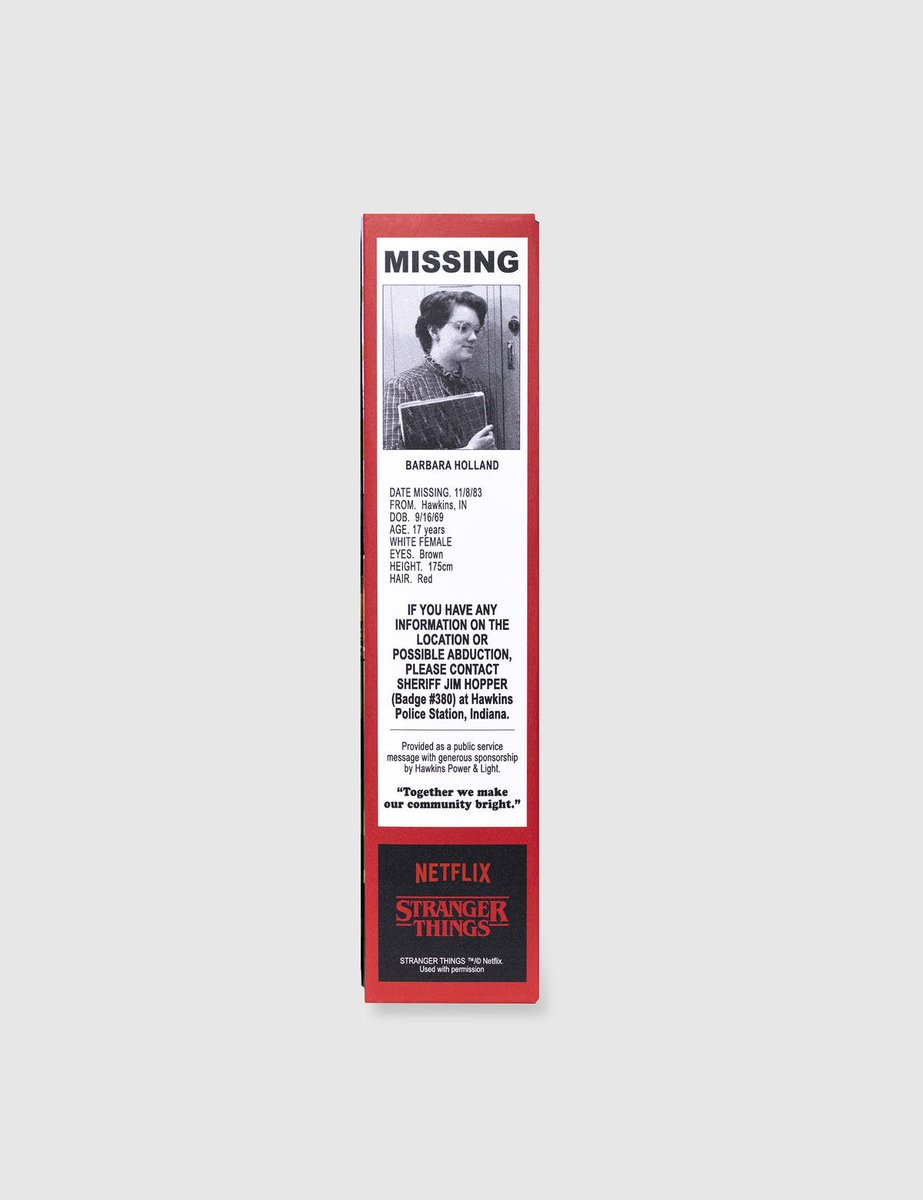 MISSING
BARBARA HOLLAND
DATE MISSING. 11/8/83
FROM. Hawkins, IN
DOB. 9/16/69
AGE. 17 years
WHITE FEMALE
EYES. Brown
HEIGHT. 175cm
HAIR. Red
IF YOU HAVE ANY
INFORMATION ON THE
LOCATION OR
POSSIBLE ABDUCTION,
PLEASE CONTACT
SHERIFF JIM HOPPER
(Badge #380) at Hawkins
Police Station, Indiana.
Provided as a public service
message with generous sponsorship
by Hawkins Power & Light.
“Together we make
our community bright.”
NETFLIX
STRANGER
THINGS
STRANGER THINGS ™/© Netflix.
Used with permission